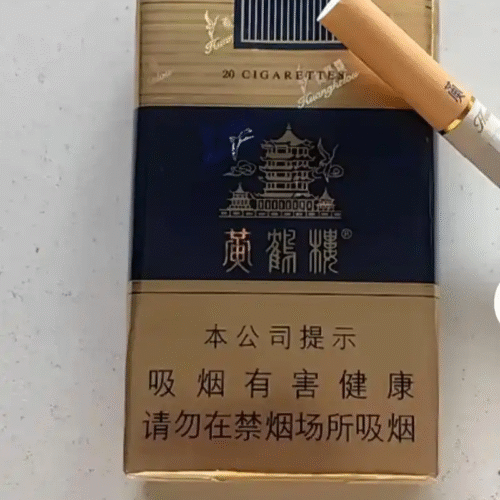 Huanghelou
20 CIGARETTES
Huanghelou
黄鹤楼®
本公司提示
吸烟有害健康
请勿在禁烟场所吸烟